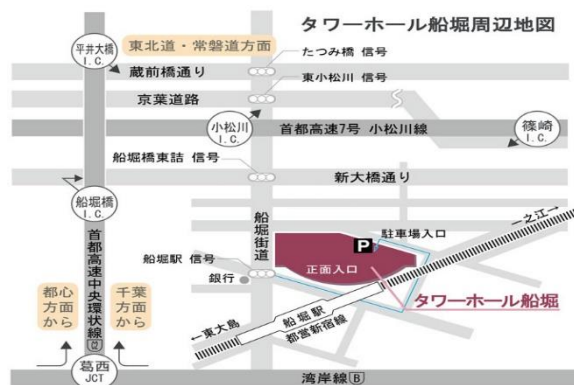 タワーホール船堀周辺地図
平井大橋
I.C.
東北道・常磐道方面
たつみ橋 信号
蔵前橋通り
東小松川 信号
京葉道路
小松川
I.C.
首都高速7号 小松川線
篠崎
I.C.
船堀橋東詰 信号
新大橋通り
船堀橋
I.C.
船堀街道
一之江→
駐車場入口
P
首都高速中央環状線C2
船堀駅 信号
正面入口
銀行
都心
方面
から
千葉
方面
から
タワーホール船堀
船堀駅
都営新宿線
←東大島
葛西
JCT
湾岸線B